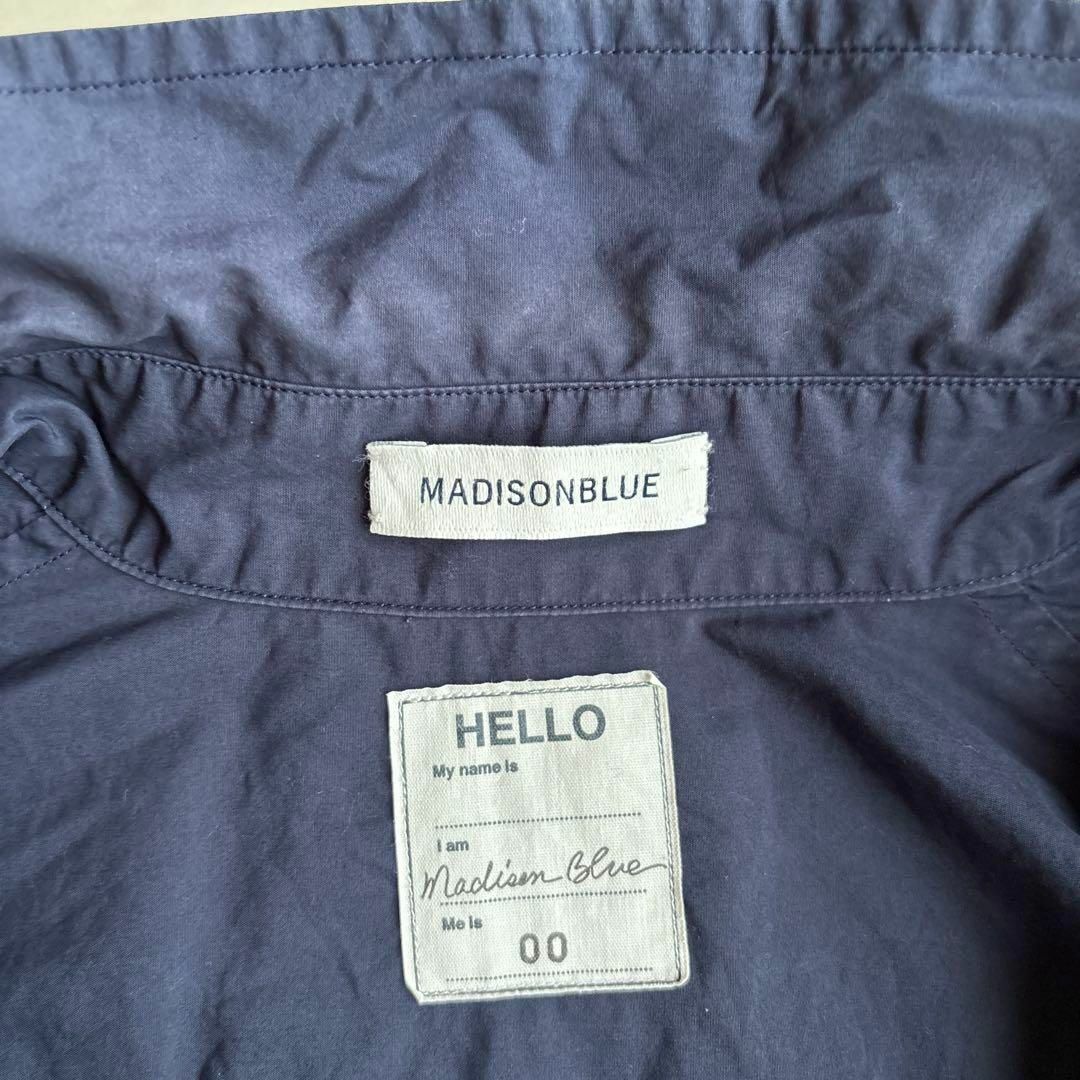 MADISONBLUE
HELLO
My name is
I am
Madison Blue
Me is
00